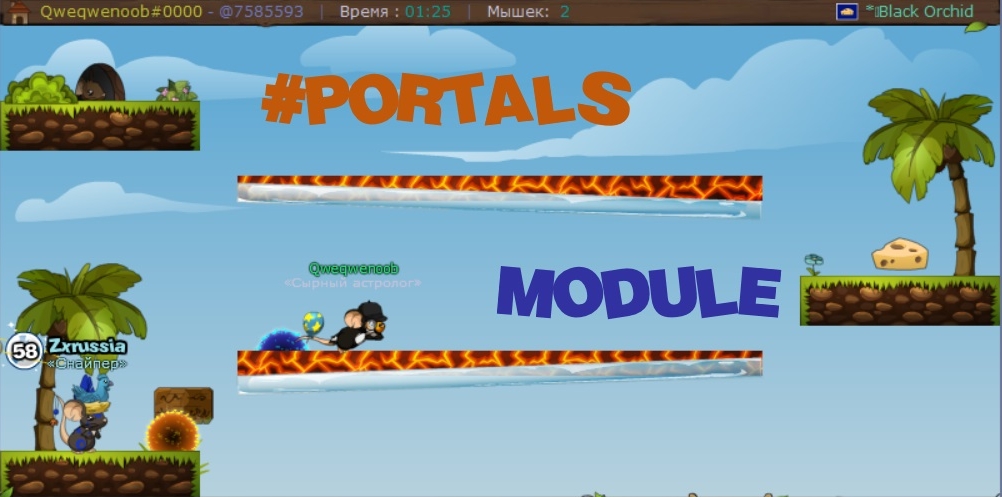 Qweqwenoob#0000 - @7585593 | Время : 01:25 | Мышек: 2
Black Orchid
#PORTALS
MODULE
Qweqwenoob
«Сырный астролог»
58
Zxrussia
«Снайпер»